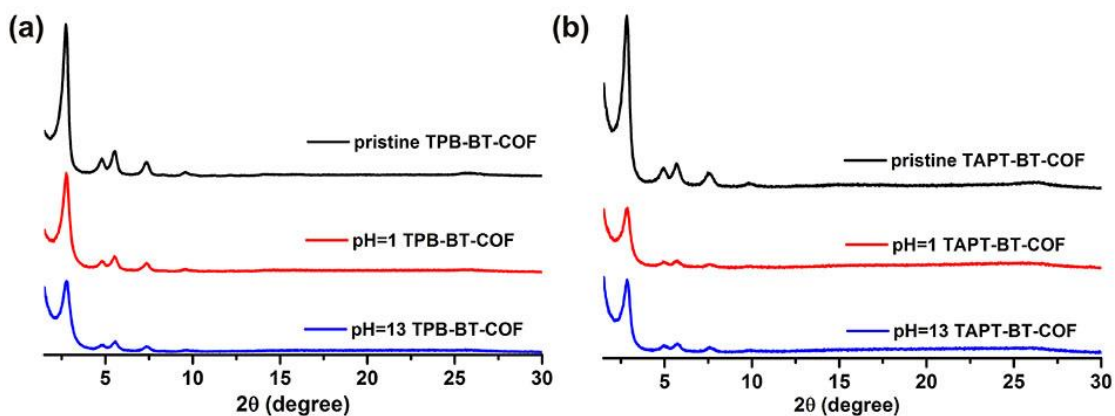 (a)
pristine TPB-BT-COF
pH=1 TPB-BT-COF
pH=13 TPB-BT-COF
5 10 15 20 25 30
2θ (degree)
(b)
pristine TAPT-BT-COF
pH=1 TAPT-BT-COF
pH=13 TAPT-BT-COF
5 10 15 20 25 30
2θ (degree)